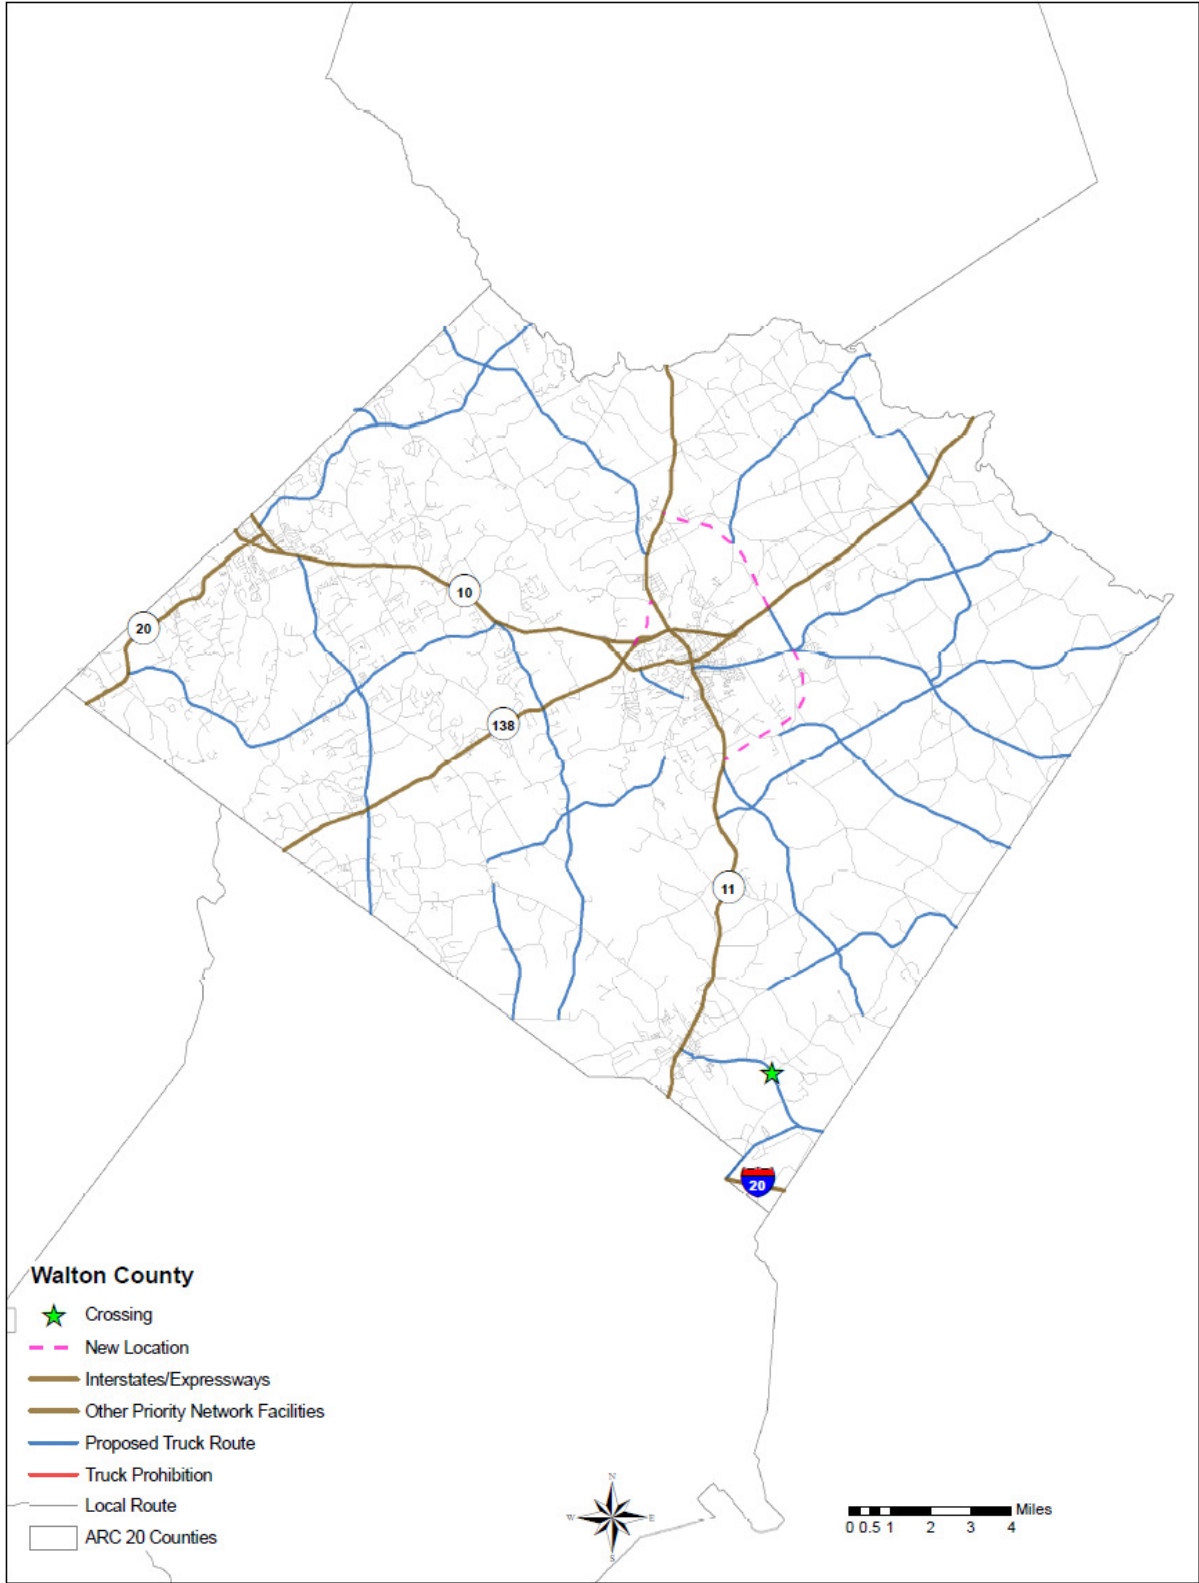 10
20
138
11
20
Walton County
Crossing
New Location
Interstates/Expressways
Other Priority Network Facilities
Proposed Truck Route
Truck Prohibition
Local Route
ARC 20 Counties
N
W E
S
Miles
0 0.5 1 2 3 4